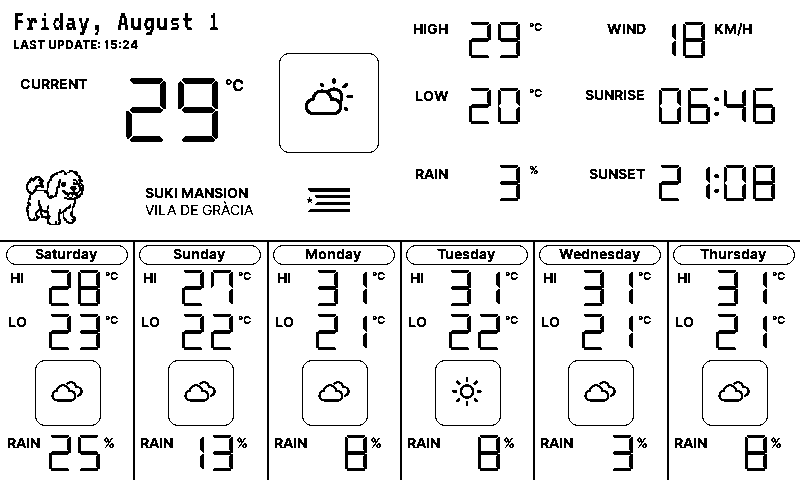 Friday, August 1
LAST UPDATE: 15:24
CURRENT 29 °C
HIGH 29 °C
LOW 20 °C
RAIN 3 %
WIND 18 KM/H
SUNRISE 06:46
SUNSET 21:08
SUKI MANSION
VILA DE GRÀCIA
Saturday
HI 28 °C
LO 23 °C
RAIN 25 %
Sunday
HI 27 °C
LO 22 °C
RAIN 13 %
Monday
HI 31 °C
LO 21 °C
RAIN 8 %
Tuesday
HI 31 °C
LO 22 °C
RAIN 8 %
Wednesday
HI 31 °C
LO 21 °C
RAIN 3 %
Thursday
HI 31 °C
LO 21 °C
RAIN 8 %